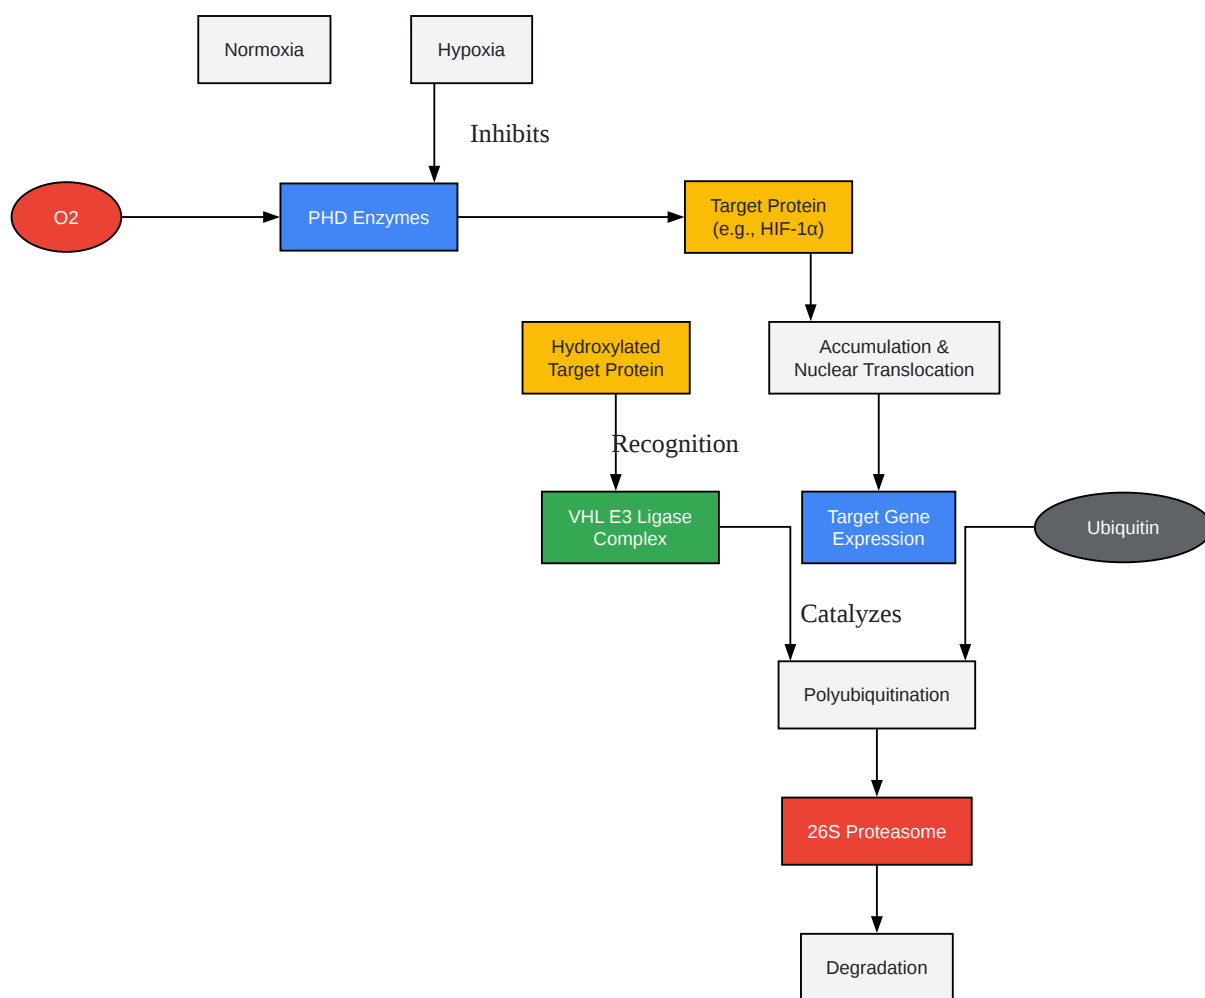 Normoxia
Hypoxia
Inhibits
O2
PHD Enzymes
Target Protein
(e.g., HIF-1α)
Hydroxylated
Target Protein
Accumulation &
Nuclear Translocation
Recognition
VHL E3 Ligase
Complex
Target Gene
Expression
Ubiquitin
Catalyzes
Polyubiquitination
26S Proteasome
Degradation